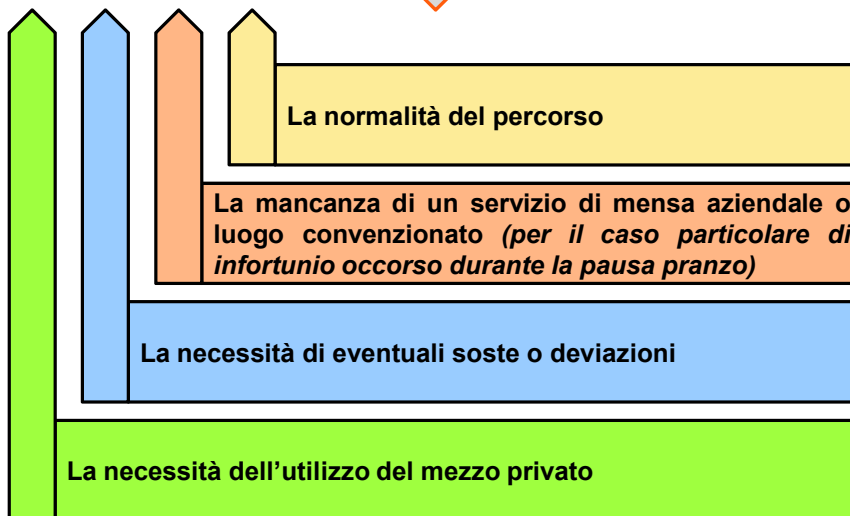 La normalità del percorso
La mancanza di un servizio di mensa aziendale o
luogo convenzionato (per il caso particolare di
infortunio occorso durante la pausa pranzo)
La necessità di eventuali soste o deviazioni
La necessità dell’utilizzo del mezzo privato